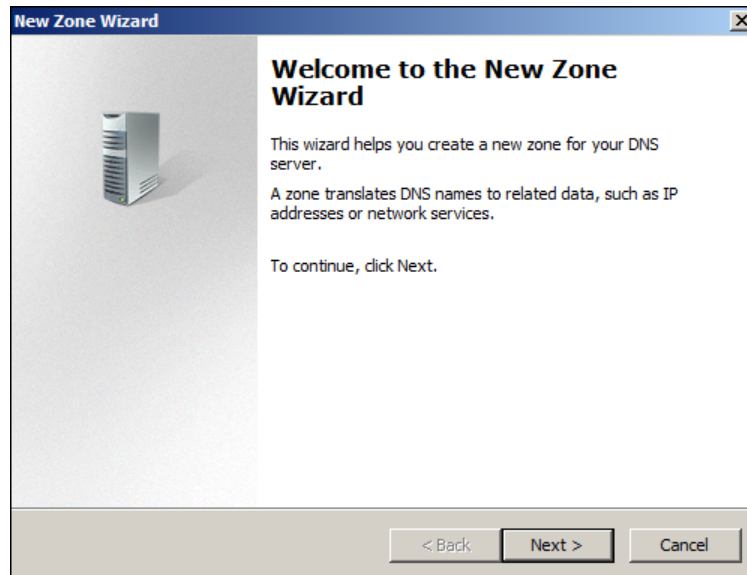 New Zone Wizard
Welcome to the New Zone
Wizard
This wizard helps you create a new zone for your DNS
server.
A zone translates DNS names to related data, such as IP
addresses or network services.
To continue, click Next.
< Back
Next >
Cancel